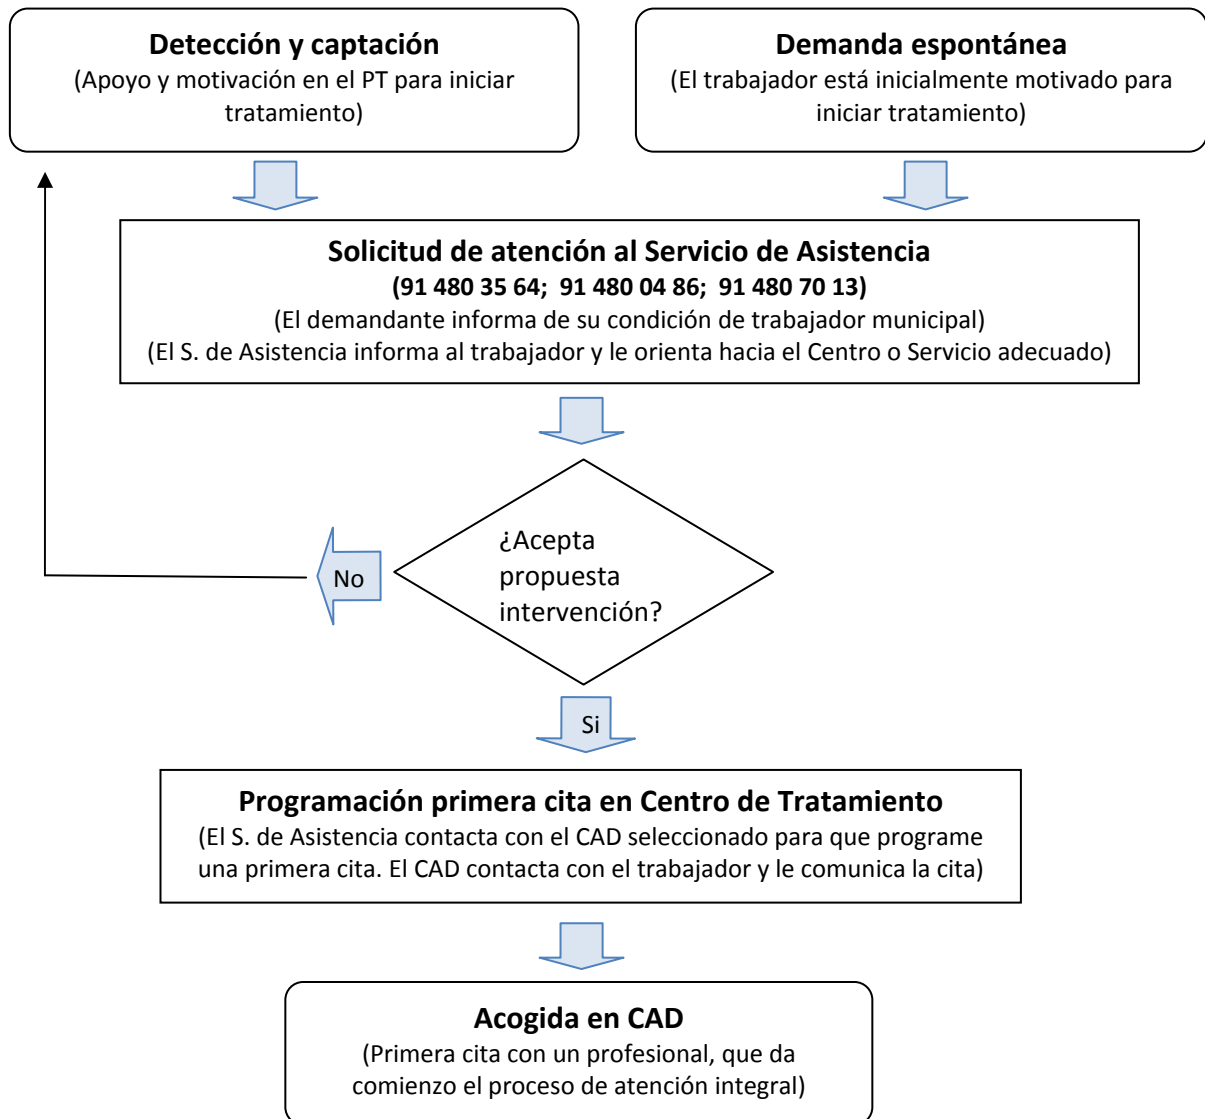 Detección y captación
(Apoyo y motivación en el PT para iniciar
tratamiento)
Demanda espontánea
(El trabajador está inicialmente motivado para
iniciar tratamiento)
Solicitud de atención al Servicio de Asistencia
(91 480 35 64; 91 480 04 86; 91 480 70 13)
(El demandante informa de su condición de trabajador municipal)
(El S. de Asistencia informa al trabajador y le orienta hacia el Centro o Servicio adecuado)
¿Acepta
propuesta
intervención?
No
Si
Programación primera cita en Centro de Tratamiento
(El S. de Asistencia contacta con el CAD seleccionado para que programe
una primera cita. El CAD contacta con el trabajador y le comunica la cita)
Acogida en CAD
(Primera cita con un profesional, que da
comienzo el proceso de atención integral)